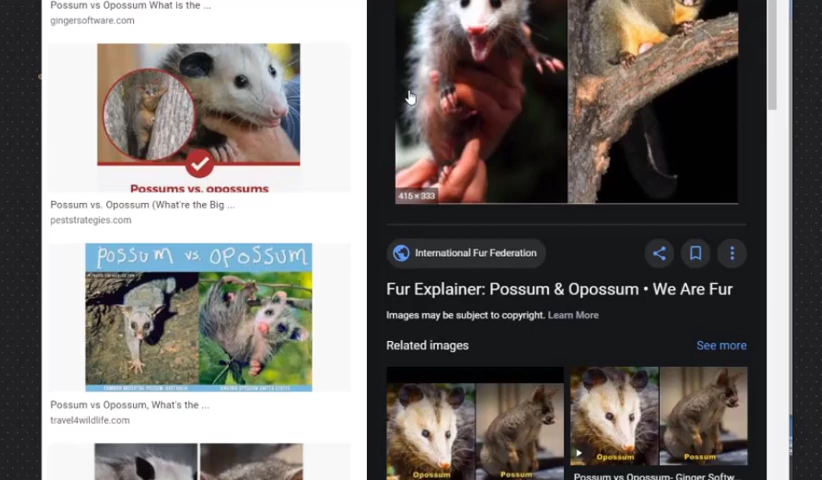 Possum vs Opossum What is the ...
gingersoftware.com
Possums vs. opossums
Possum vs. Opossum (What're the Big ...
peststrategies.com
POSSUM vs. OPOSSUM
Possum vs Opossum, What's the ...
travel4wildlife.com
415 × 333
International Fur Federation
Fur Explainer: Possum & Opossum • We Are Fur
Images may be subject to copyright. Learn More
Related images
See more
Opossum
Possum
Opossum
Possum
Possum vs Opossum- Ginger Softw...